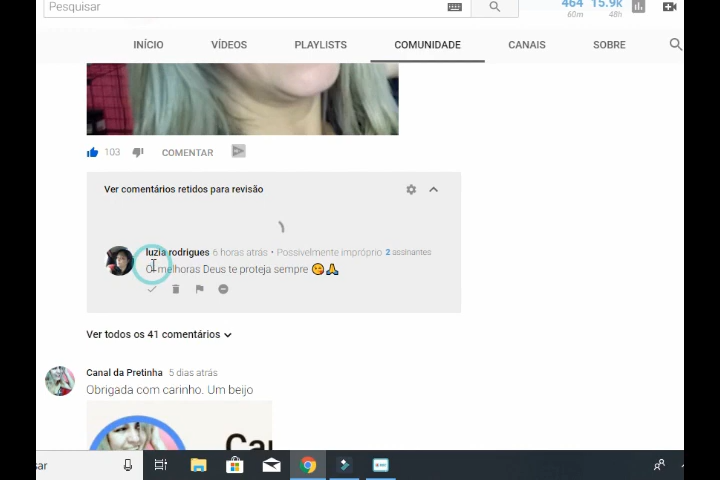 Pesquisar
464 15.9k
60m 48h
INÍCIO VÍDEOS PLAYLISTS COMUNIDADE CANAIS SOBRE
103 COMENTAR
Ver comentários retidos para revisão
luzia rodrigues 6 horas atrás • Possivelmente impróprio 2 assinantes
melhoras Deus te proteja sempre 😘🙏
Ver todos os 41 comentários
Canal da Pretinha 5 dias atrás
Obrigada com carinho. Um beijo
Ca
sar